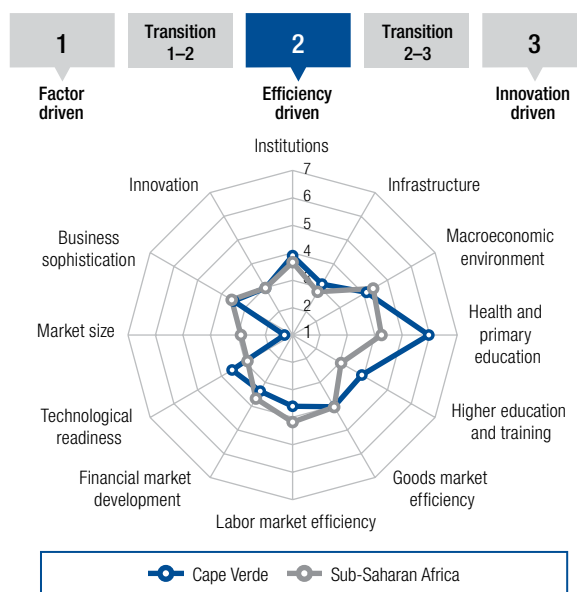 1
Transition
1–2
2
Transition
2–3
3
Factor
driven
Efficiency
driven
Innovation
driven
Institutions
7
Innovation
6
Infrastructure
5
Business
sophistication
Macroeconomic
environment
4
3
2
Market size
1
Health and
primary
education
Technological
readiness
Higher education
and training
Financial market
development
Goods market
efficiency
Labor market efficiency
Cape Verde
Sub-Saharan Africa